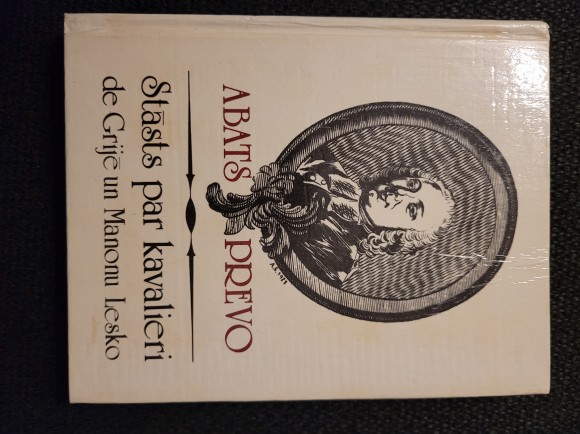 ABATS PREVO
Stāsts par kavalieri
de Grijē un Manonu Lesko